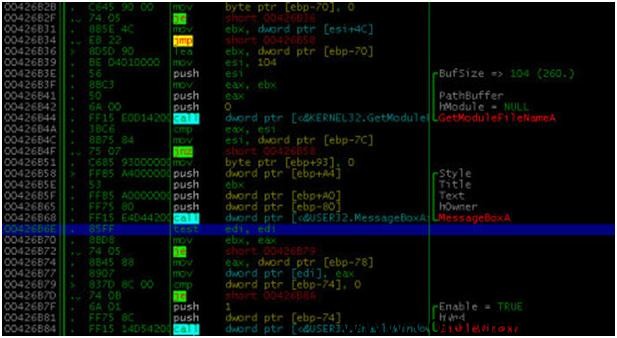 00426B2B . C645 90 00 mov byte ptr [ebp-70], 0
00426B2F .. 74 05 je short 00426B36
00426B31 . 8B5E 4C mov ebx, dword ptr [esi+4C]
00426B34 .. EB 22 jmp short 00426B58
00426B36 > 8D5D 90 lea ebx, dword ptr [ebp-70]
00426B39 . BE 04010000 mov esi, 104
00426B3E . 56 push esi BufSize => 104 (260.)
00426B3F . 8BC3 mov eax, ebx
00426B41 . 50 push eax PathBuffer
00426B42 . 6A 00 push 0 hModule = NULL
00426B44 . FF15 E0D14200 call dword ptr [<&KERNEL32.GetModuleF GetModuleFileNameA
00426B4A . 3BC6 cmp eax, esi
00426B4C . 8B75 84 mov esi, dword ptr [ebp-7C]
00426B4F .. 75 07 jnz short 00426B58
00426B51 . C685 93000000 mov byte ptr [ebp+93], 0
00426B58 > FFB5 A4000000 push dword ptr [ebp+A4] Style
00426B5E . 53 push ebx Title
00426B5F . FFB5 A0000000 push dword ptr [ebp+A0] Text
00426B65 . FF75 80 push dword ptr [ebp-80] hOwner
00426B68 . FF15 E4D44200 call dword ptr [<&USER32.MessageBoxA> MessageBoxA
00426B6E . 85FF test edi, edi
00426B70 . 8BD8 mov ebx, eax
00426B72 .. 74 05 je short 00426B79
00426B74 . 8B45 88 mov eax, dword ptr [ebp-78]
00426B77 . 8907 mov dword ptr [edi], eax
00426B79 > 837D 8C 00 cmp dword ptr [ebp-74], 0
00426B7D .. 74 0B je short 00426B8A
00426B7F . 6A 01 push 1 Enable = TRUE
00426B81 . FF75 8C push dword ptr [ebp-74] hWnd
00426B84 . FF15 14D54200 call dword ptr [<&USER32.EnableWindow EnableWindow